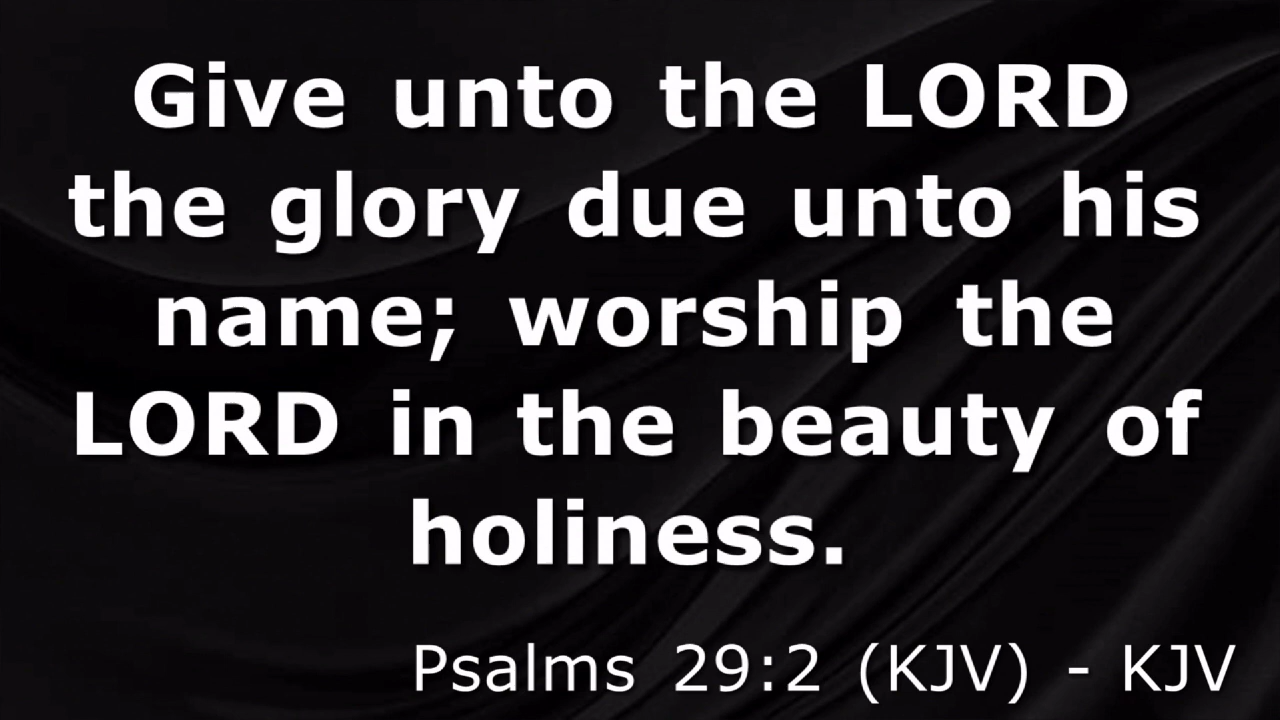 Give unto the LORD
the glory due unto his
name; worship the
LORD in the beauty of
holiness.
Psalms 29:2 (KJV) - KJV